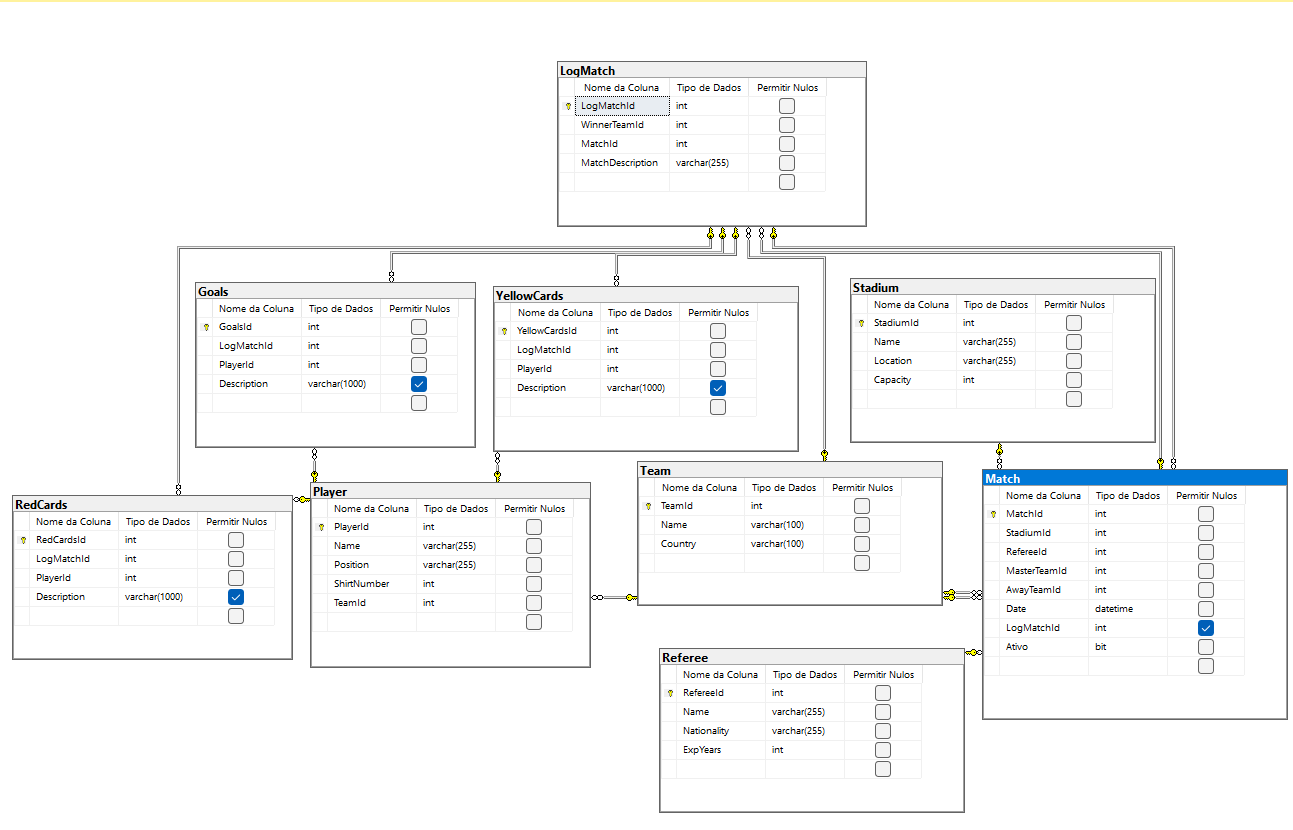 LogMatch
Nome da Coluna Tipo de Dados Permitir Nulos
LogMatchId int
WinnerTeamId int
MatchId int
MatchDescription varchar(255)
Goals
Nome da Coluna Tipo de Dados Permitir Nulos
GoalsId int
LogMatchId int
PlayerId int
Description varchar(1000)
YellowCards
Nome da Coluna Tipo de Dados Permitir Nulos
YellowCardsId int
LogMatchId int
PlayerId int
Description varchar(1000)
Stadium
Nome da Coluna Tipo de Dados Permitir Nulos
StadiumId int
Name varchar(255)
Location varchar(255)
Capacity int
RedCards
Nome da Coluna Tipo de Dados Permitir Nulos
RedCardsId int
LogMatchId int
PlayerId int
Description varchar(1000)
Player
Nome da Coluna Tipo de Dados Permitir Nulos
PlayerId int
Name varchar(255)
Position varchar(255)
ShirtNumber int
TeamId int
Team
Nome da Coluna Tipo de Dados Permitir Nulos
TeamId int
Name varchar(100)
Country varchar(100)
Match
Nome da Coluna Tipo de Dados Permitir Nulos
MatchId int
StadiumId int
RefereeId int
MasterTeamId int
AwayTeamId int
Date datetime
LogMatchId int
Ativo bit
Referee
Nome da Coluna Tipo de Dados Permitir Nulos
RefereeId int
Name varchar(255)
Nationality varchar(255)
ExpYears int